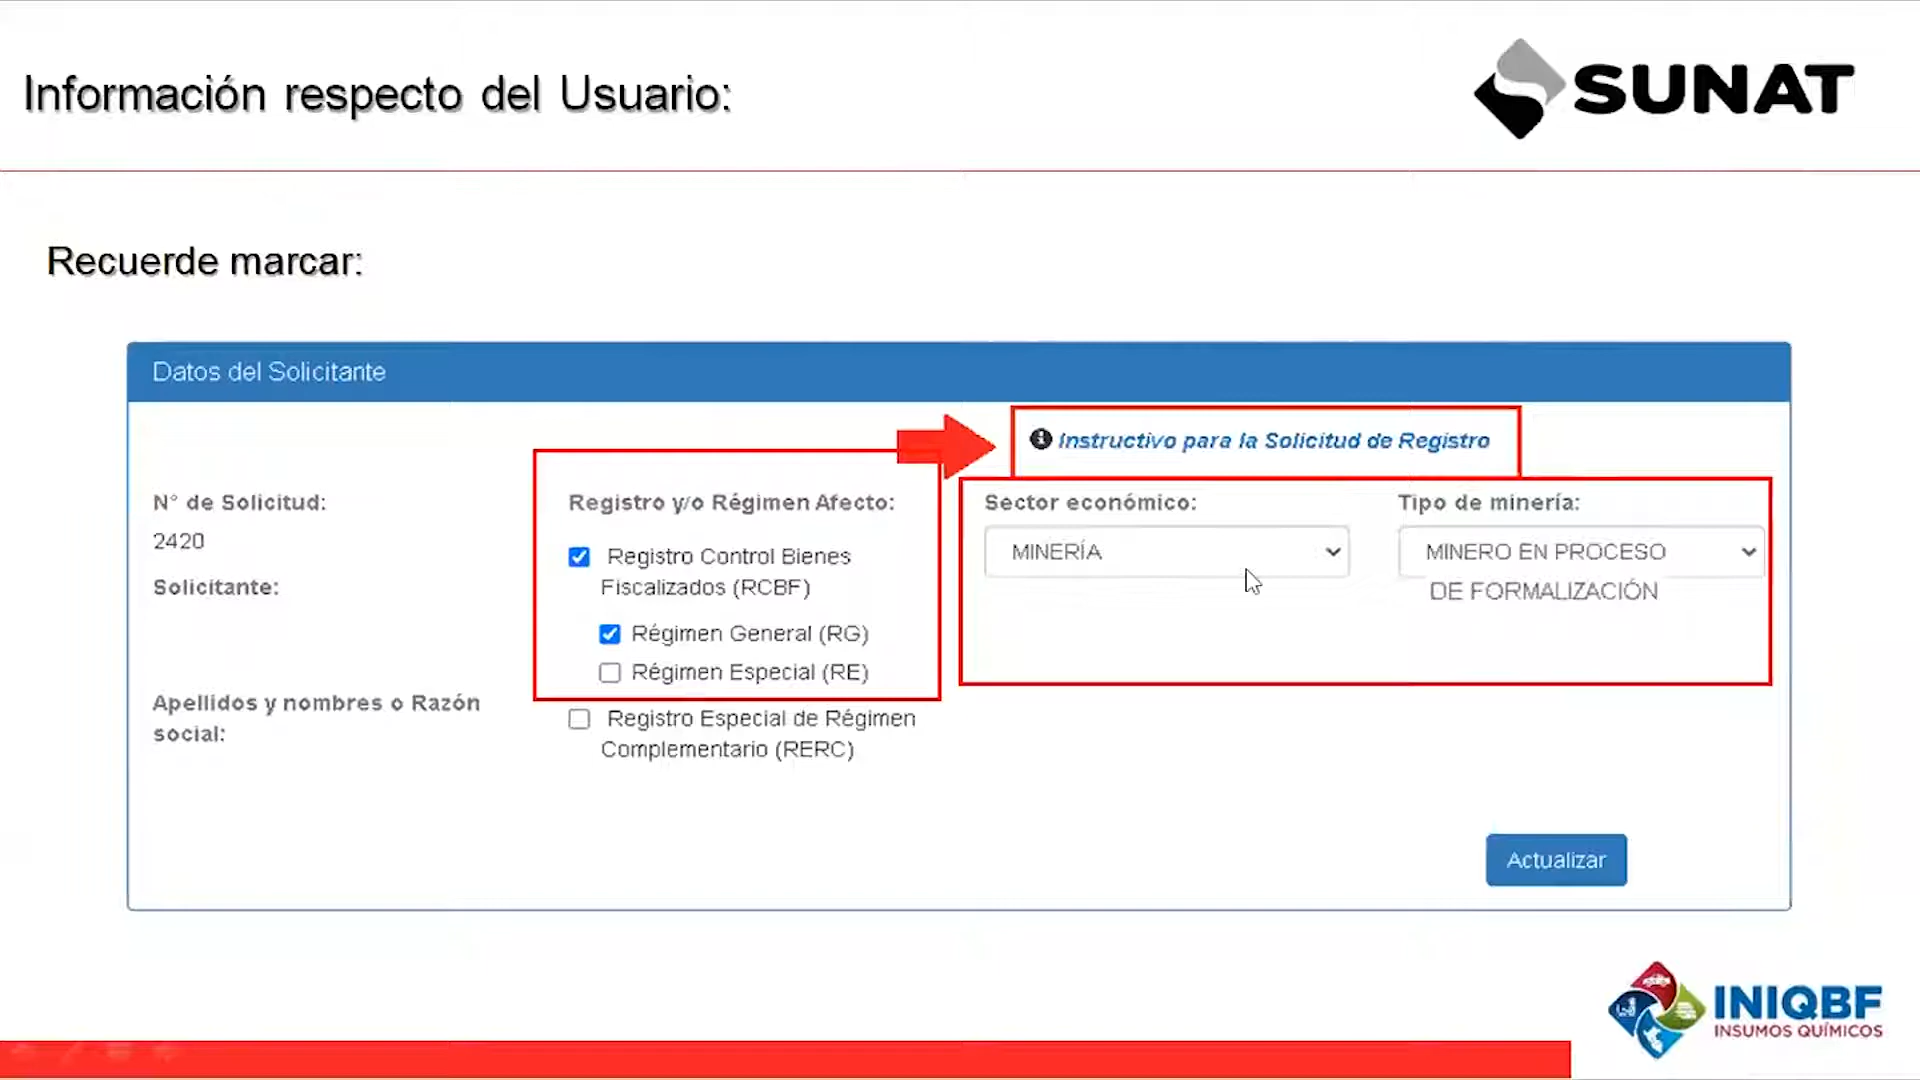 Información respecto del Usuario:
SUNAT
Recuerde marcar:
Datos del Solicitante
Instructivo para la Solicitud de Registro
N° de Solicitud:
2420
Solicitante:
Apellidos y nombres o Razón
social:
Registro y/o Régimen Afecto:
Registro Control Bienes
Fiscalizados (RCBF)
Régimen General (RG)
Régimen Especial (RE)
Registro Especial de Régimen
Complementario (RERC)
Sector económico:
MINERÍA
Tipo de minería:
MINERO EN PROCESO
DE FORMALIZACIÓN
Actualizar
INIQBF
INSUMOS QUÍMICOS